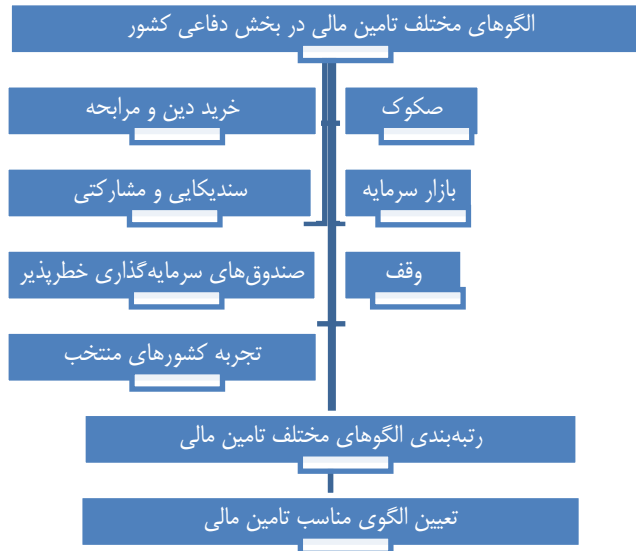 الگوهای مختلف تامین مالی در بخش دفاعی کشور
صکوک
خرید دین و مرابحه
بازار سرمایه
سندیکایی و مشارکتی
وقف
صندوق‌های سرمایه‌گذاری خطرپذیر
تجربه کشورهای منتخب
رتبه‌بندی الگوهای مختلف تامین مالی
تعیین الگوی مناسب تامین مالی